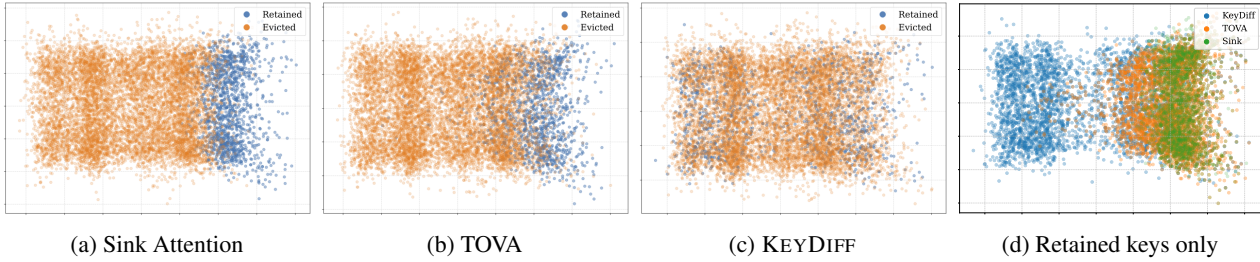 Retained
Evicted
Retained
Evicted
Retained
Evicted
KeyDiff
TOVA
Sink
(a) Sink Attention
(b) TOVA
(c) KEYDIFF
(d) Retained keys only